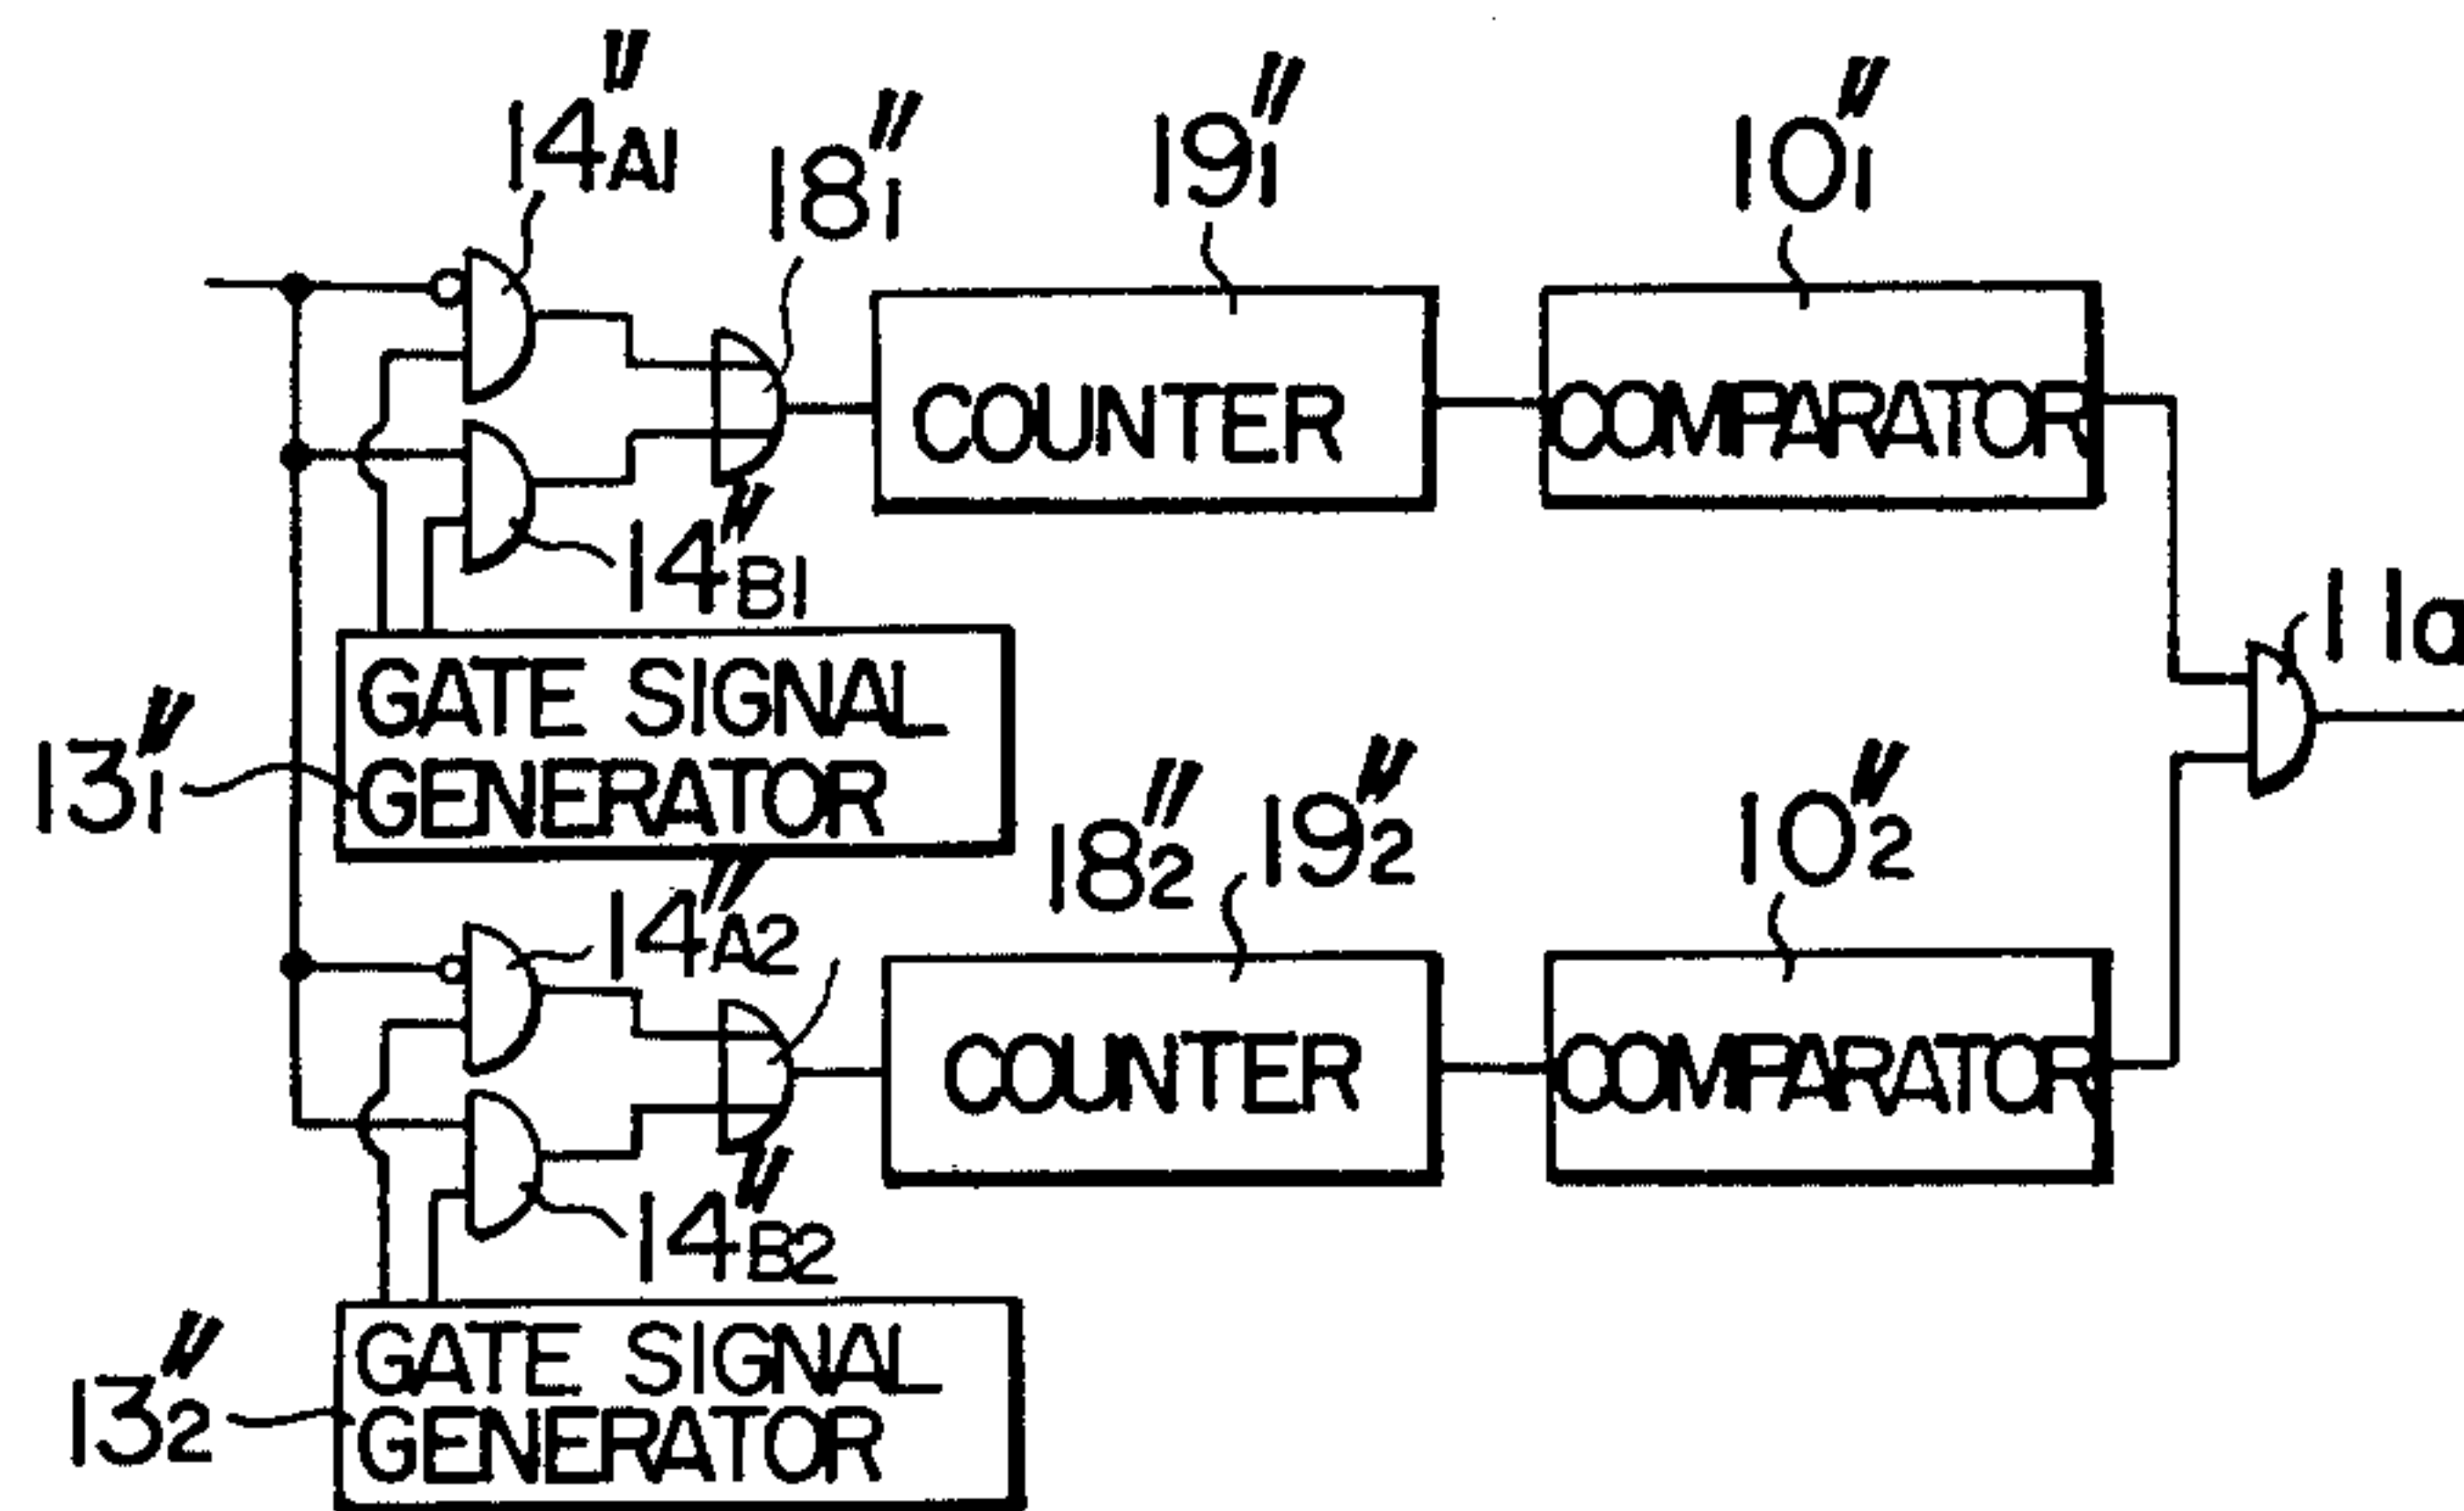 14"A1
18"1
19"1
10"1
COUNTER
COMPARATOR
14"B1
11a
GATE SIGNAL
GENERATOR
13"1
18"2
19"2
10"2
14"A2
COUNTER
COMPARATOR
14"B2
GATE SIGNAL
GENERATOR
13"2